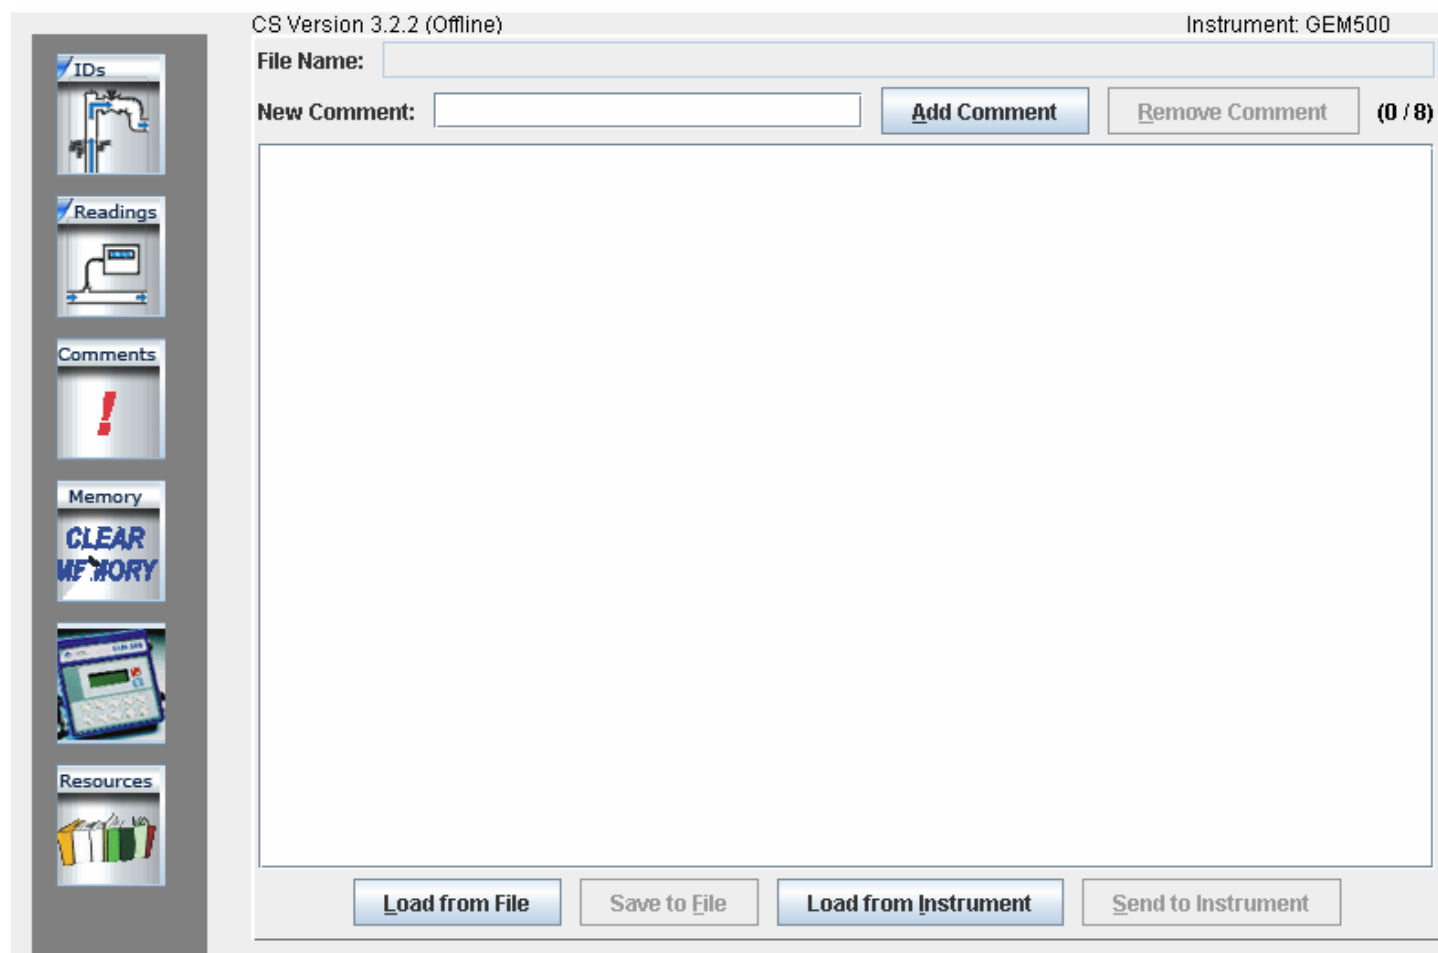 CS Version 3.2.2 (Offline) Instrument: GEM500
File Name:
New Comment: Add Comment Remove Comment (0 / 8)
IDs
Readings
Comments
Memory
CLEAR
MEMORY
Resources
Load from File Save to File Load from Instrument Send to Instrument